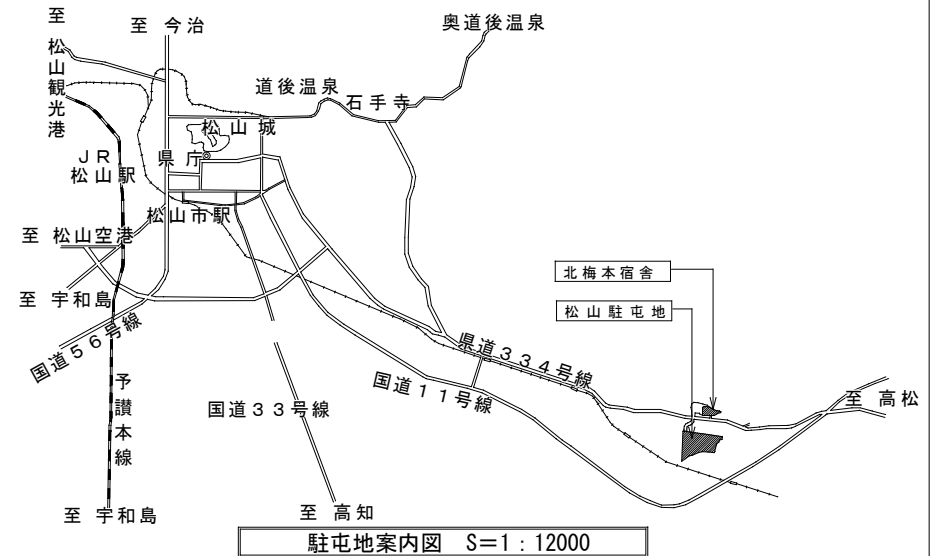 至 松山観光港
至 今治
奥道後温泉
道後温泉
石手寺
松山城
県庁
ＪＲ
松山駅
松山市駅
至 松山空港
至 宇和島
国道５６号線
予讃本線
至 宇和島
国道３３号線
至 高知
国道１１号線
県道３３４号線
北梅本宿舎
松山駐屯地
至 高松
駐屯地案内図 S＝1：12000